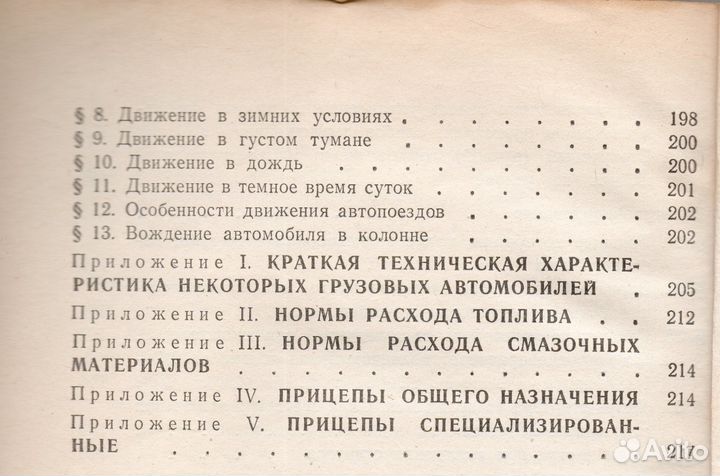 § 8. Движение в зимних условиях . . . . . . . 198
§ 9. Движение в густом тумане . . . . . . . 200
§ 10. Движение в дождь . . . . . . . . 200
§ 11. Движение в темное время суток . . . . . . 201
§ 12. Особенности движения автопоездов . . . . . 202
§ 13. Вождение автомобиля в колонне . . . . . . 202
Приложение I. КРАТКАЯ ТЕХНИЧЕСКАЯ ХАРАКТЕ-
РИСТИКА НЕКОТОРЫХ ГРУЗОВЫХ АВТОМОБИЛЕЙ . 205
Приложение II. НОРМЫ РАСХОДА ТОПЛИВА . . 212
Приложение III. НОРМЫ РАСХОДА СМАЗОЧНЫХ
МАТЕРИАЛОВ . . . . . . . . . . . 214
Приложение IV. ПРИЦЕПЫ ОБЩЕГО НАЗНАЧЕНИЯ 214
Приложение V. ПРИЦЕПЫ СПЕЦИАЛИЗИРОВАН-
НЫЕ . . . . . . . . . . . . 217
Avito